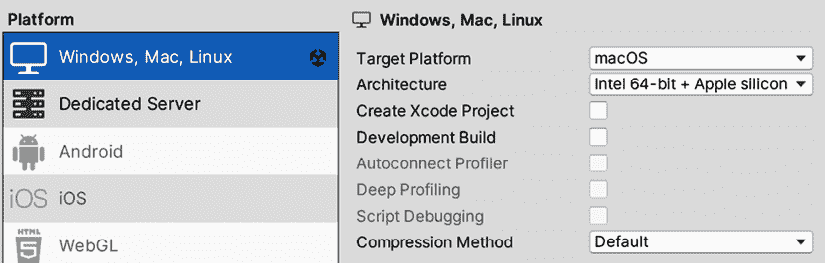 Platform
Windows, Mac, Linux
Dedicated Server
Android
iOS iOS
HTML
5 WebGL
Windows, Mac, Linux
Target Platform macOS
Architecture Intel 64-bit + Apple silicon
Create Xcode Project
Development Build
Autoconnect Profiler
Deep Profiling
Script Debugging
Compression Method Default